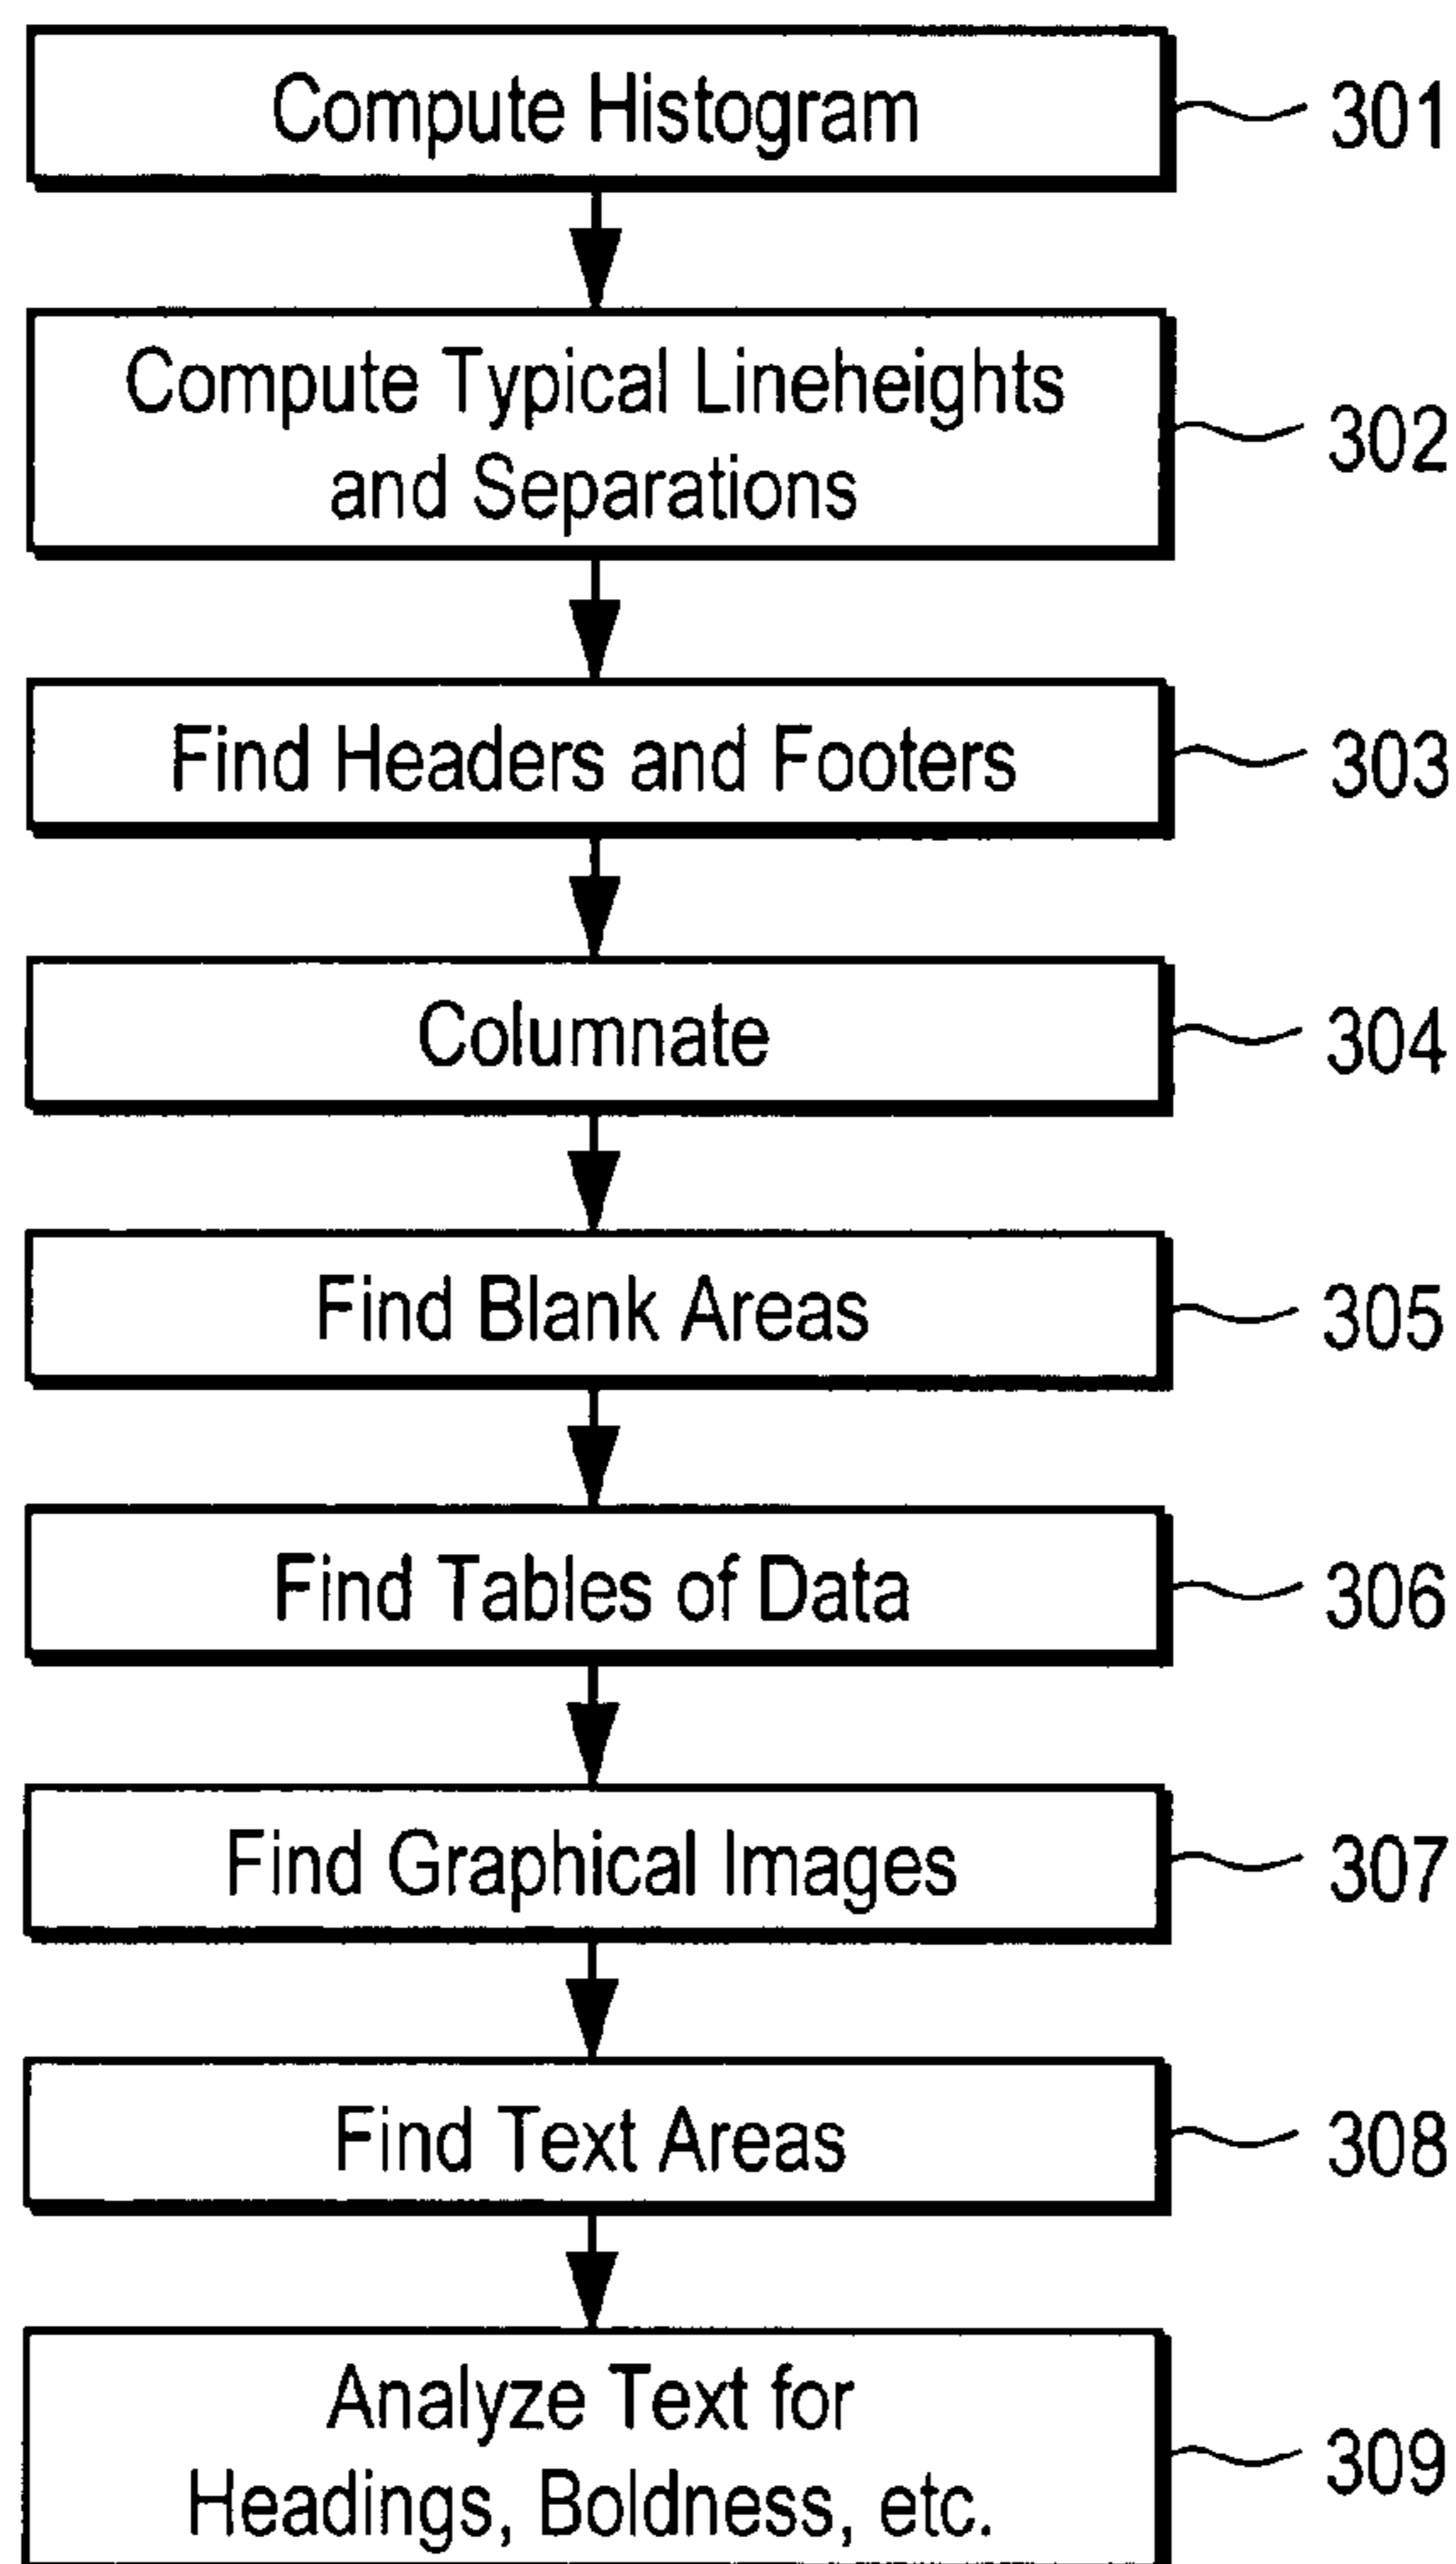 Compute Histogram
301
Compute Typical Lineheights
and Separations
302
Find Headers and Footers
303
Columnate
304
Find Blank Areas
305
Find Tables of Data
306
Find Graphical Images
307
Find Text Areas
308
Analyze Text for
Headings, Boldness, etc.
309